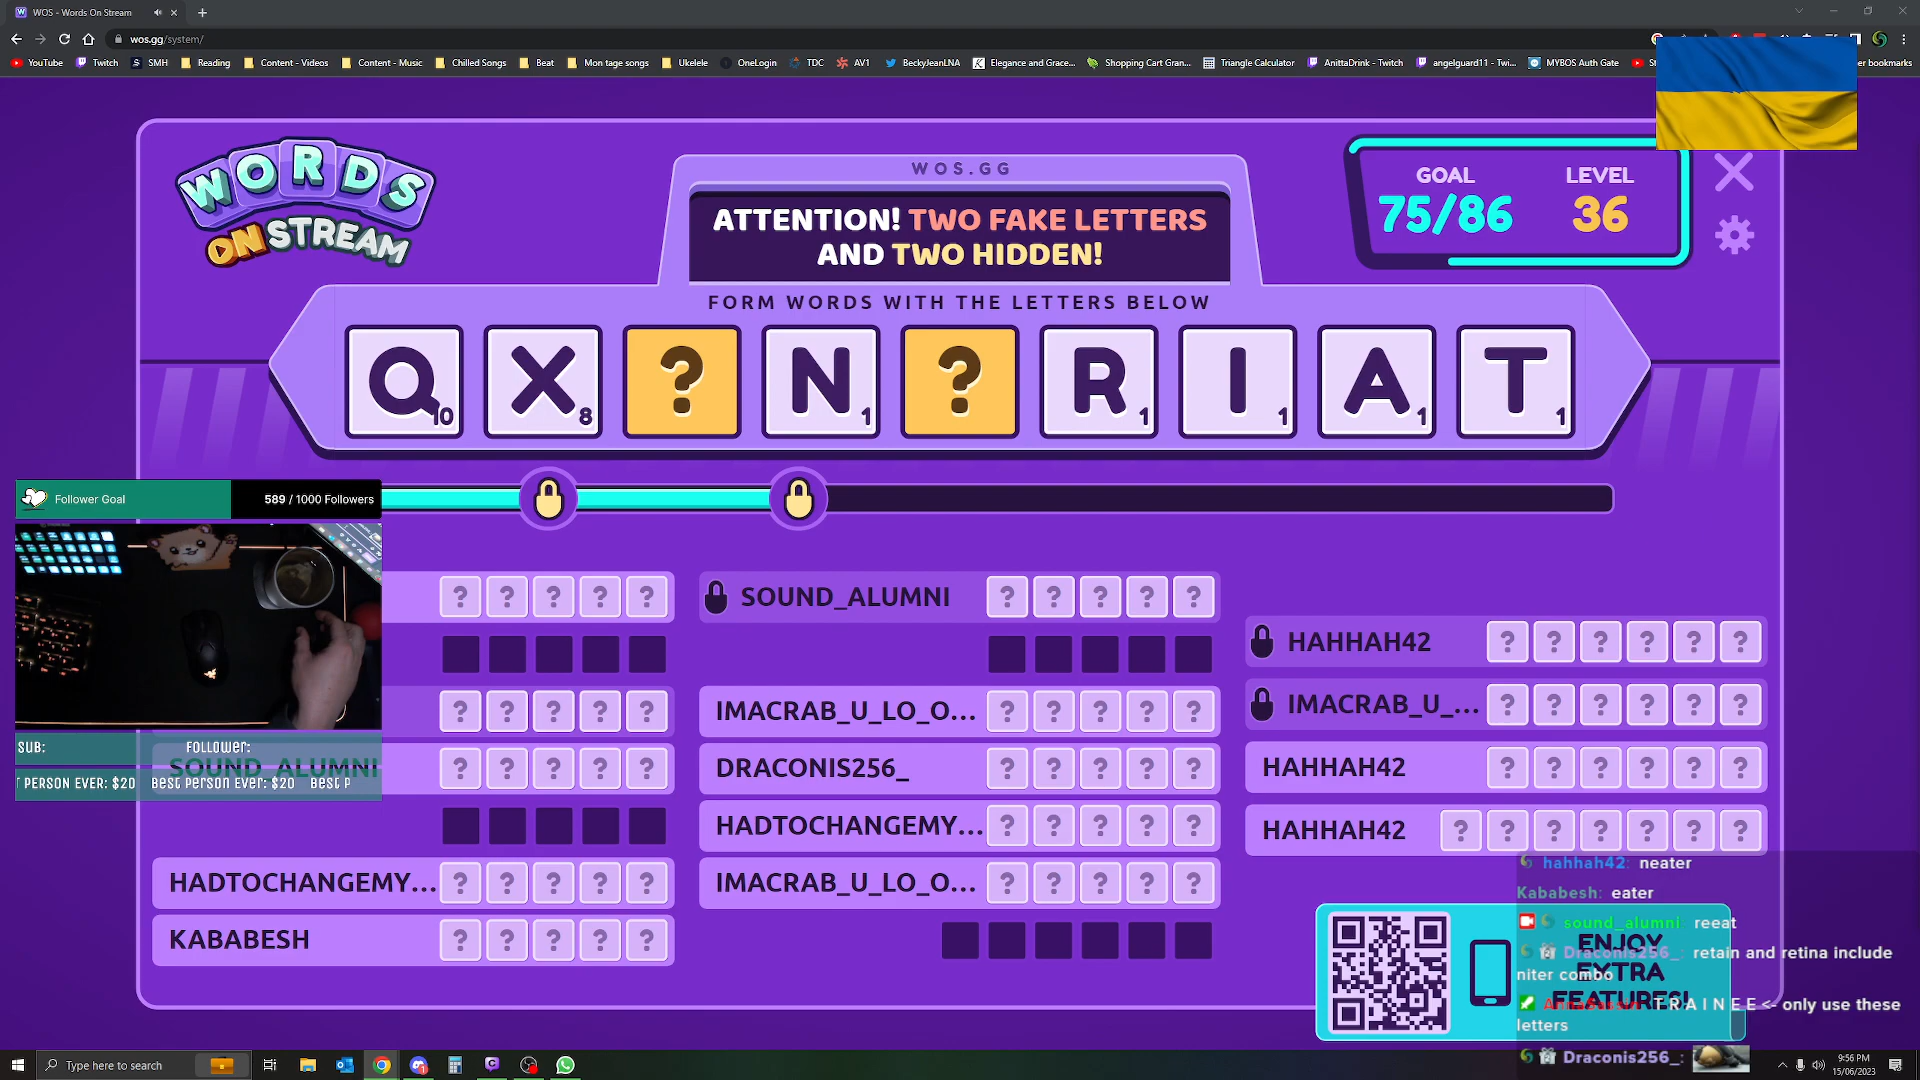 WOS - Words On Stream
wos.gg/system/
YouTube Twitch SMH Reading Content - Videos Content - Music Chilled Songs Beat Mon tage songs Ukelele OneLogin TDC AV1 BeckyJeanLNA Elegance and Grace... Shopping Cart Gran... Triangle Calculator AnittaDrink - Twitch angelguard11 - Twi... MYBOS Auth Gate
WORDS
ON STREAM
WOS.GG
ATTENTION! TWO FAKE LETTERS
AND TWO HIDDEN!
GOAL LEVEL
75/86 36
FORM WORDS WITH THE LETTERS BELOW
Q 10 X 8 ? N 1 ? R 1 I 1 A 1 T 1
Follower Goal 589 / 1000 Followers
? ? ? ? ?
SOUND_ALUMNI ? ? ? ? ?
HAHHAH42 ? ? ? ? ? ?
? ? ? ? ?
IMACRAB_U_LO_O... ? ? ? ? ?
IMACRAB_U_... ? ? ? ? ? ?
SUB: Follower:
SOUND_ALUMNI ? ? ? ? ?
DRACONIS256_ ? ? ? ? ?
HAHHAH42 ? ? ? ? ? ?
T PERSON EVER: $20 Best Person Ever: $20 Best P
HADTOCHANGEMY... ? ? ? ? ?
HAHHAH42 ? ? ? ? ? ? ?
HADTOCHANGEMY... ? ? ? ? ?
IMACRAB_U_LO_O... ? ? ? ? ?
KABABESH ? ? ? ? ?
hahhah42: neater
Kababesh: eater
sound_alumni: reeat
Draconis256_: retain and retina include
niter combo
T R A I N E E <- only use these
letters
Draconis256_:
ENJOY
EXTRA
FEATURES!
Type here to search
9:56 PM
15/06/2023